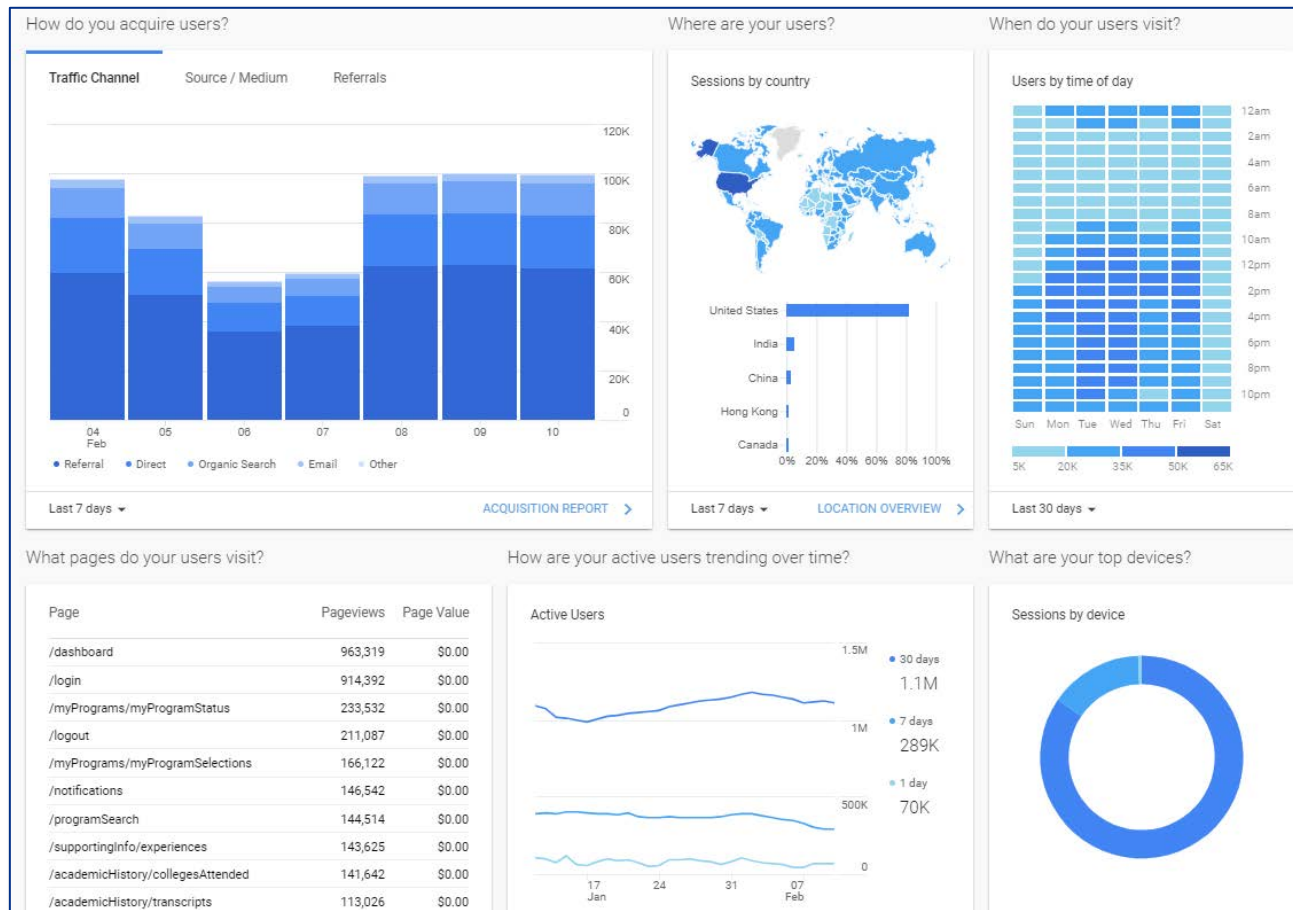 How do you acquire users?
Where are your users?
When do your users visit?
Traffic Channel Source / Medium Referrals
120K
100K
80K
60K
40K
20K
0
04 05 06 07 08 09 10
Feb
Referral Direct Organic Search Email Other
Last 7 days ACQUISITION REPORT
Sessions by country
United States
India
China
Hong Kong
Canada
0% 20% 40% 60% 80% 100%
Last 7 days LOCATION OVERVIEW
Users by time of day
12am
2am
4am
6am
8am
10am
12pm
2pm
4pm
6pm
8pm
10pm
Sun Mon Tue Wed Thu Fri Sat
5K 20K 35K 50K 65K
Last 30 days
What pages do your users visit?
How are your active users trending over time?
What are your top devices?
Page Pageviews Page Value
/dashboard 963,319 $0.00
/login 914,392 $0.00
/myPrograms/myProgramStatus 233,532 $0.00
/logout 211,087 $0.00
/myPrograms/myProgramSelections 166,122 $0.00
/notifications 146,542 $0.00
/programSearch 144,514 $0.00
/supportingInfo/experiences 143,625 $0.00
/academicHistory/collegesAttended 141,642 $0.00
/academicHistory/transcripts 113,026 $0.00
Active Users
1.5M
1M
500K
0
17 24 31 07
Jan Feb
30 days
1.1M
7 days
289K
1 day
70K
Sessions by device